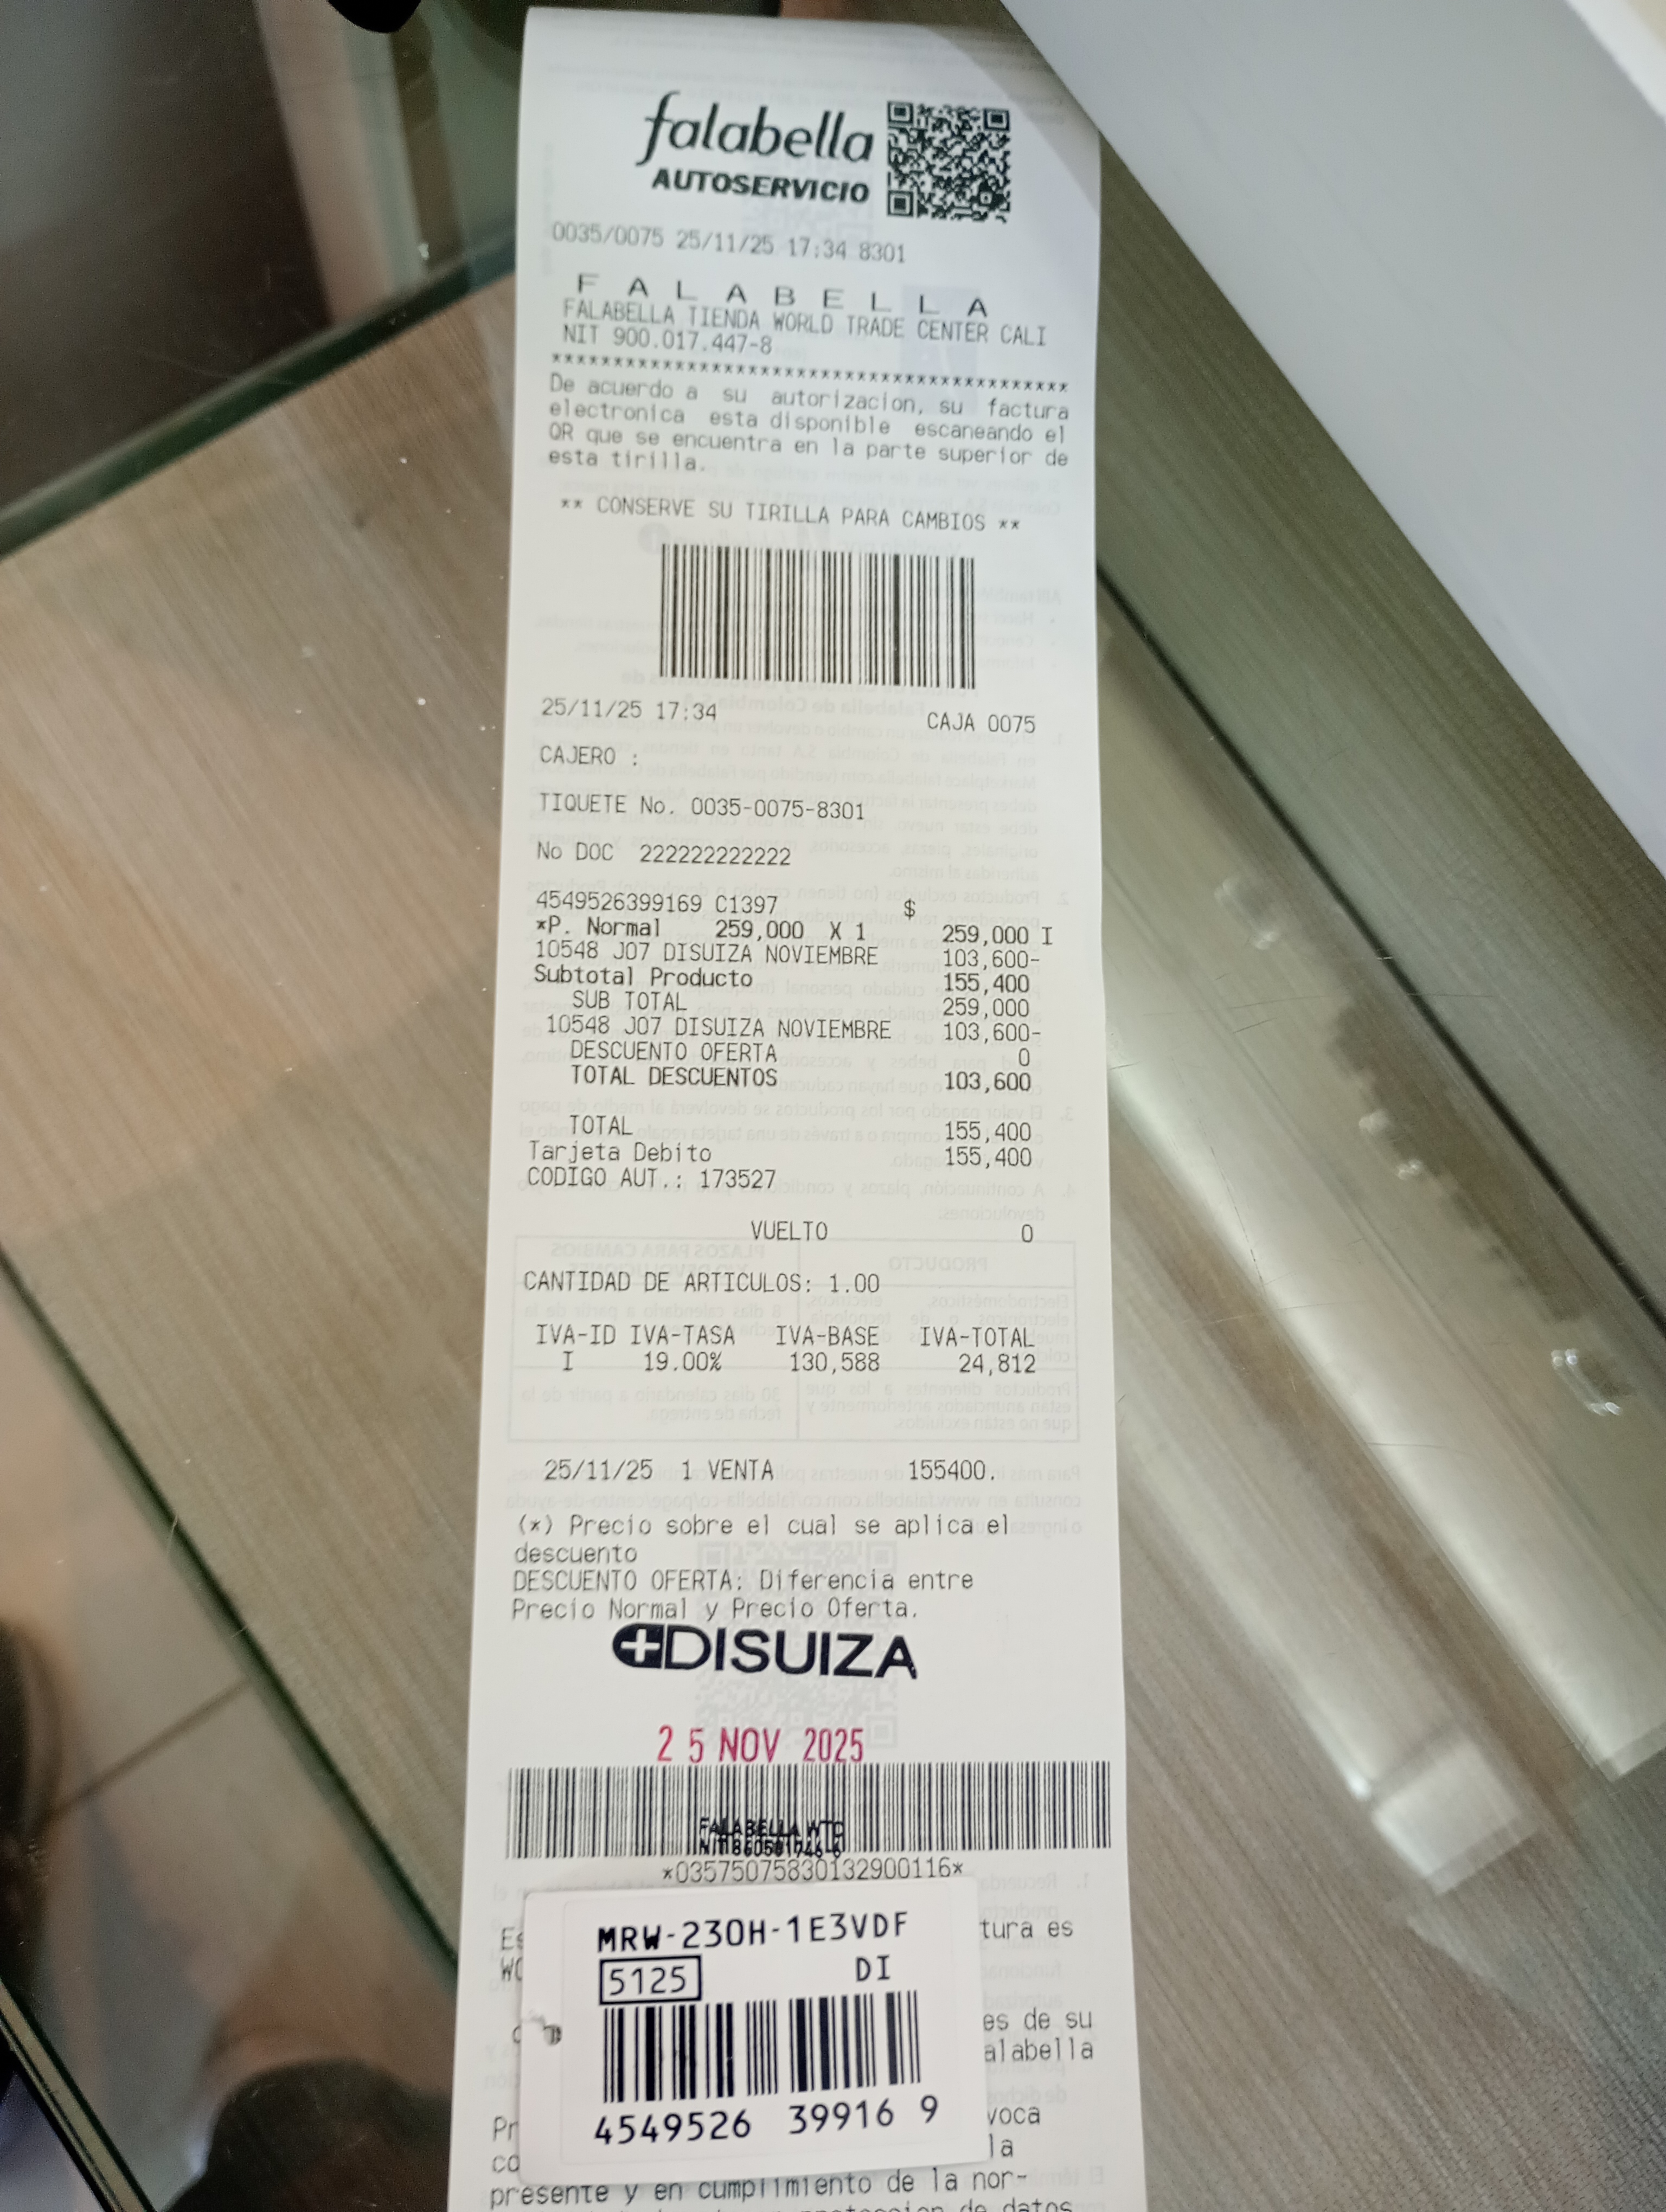 falabella
AUTOSERVICIO
0035/0075 25/11/25 17:34 8301
F A L A B E L L A
FALABELLA TIENDA WORLD TRADE CENTER CALI
NIT 900.017.447-8
******************************************
De acuerdo a su autorizacion, su factura
electronica esta disponible escaneando el
QR que se encuentra en la parte superior de
esta tirilla.
** CONSERVE SU TIRILLA PARA CAMBIOS **
25/11/25 17:34 CAJA 0075
CAJERO :
TIQUETE No. 0035-0075-8301
No DOC 222222222222
4549526399169 C1397 $
*P. Normal 259,000 X 1 259,000 I
10548 J07 DISUIZA NOVIEMBRE 103,600-
Subtotal Producto 155,400
SUB TOTAL 259,000
10548 J07 DISUIZA NOVIEMBRE 103,600-
DESCUENTO OFERTA 0
TOTAL DESCUENTOS 103,600
TOTAL 155,400
Tarjeta Debito 155,400
CODIGO AUT.: 173527
VUELTO 0
CANTIDAD DE ARTICULOS: 1.00
IVA-ID IVA-TASA IVA-BASE IVA-TOTAL
I 19.00% 130,588 24,812
25/11/25 1 VENTA 155400.
(*) Precio sobre el cual se aplica el
descuento
DESCUENTO OFERTA: Diferencia entre
Precio Normal y Precio Oferta.
DISUIZA
25 NOV 2025
FALABELLA WTC
*03575075830132900116*
tura es
MRW-230H-1E3VDF
5125 DI
es de su
alabella
4549526 39916 9
voca
la
presente y en cumplimiento de la nor-
de datos